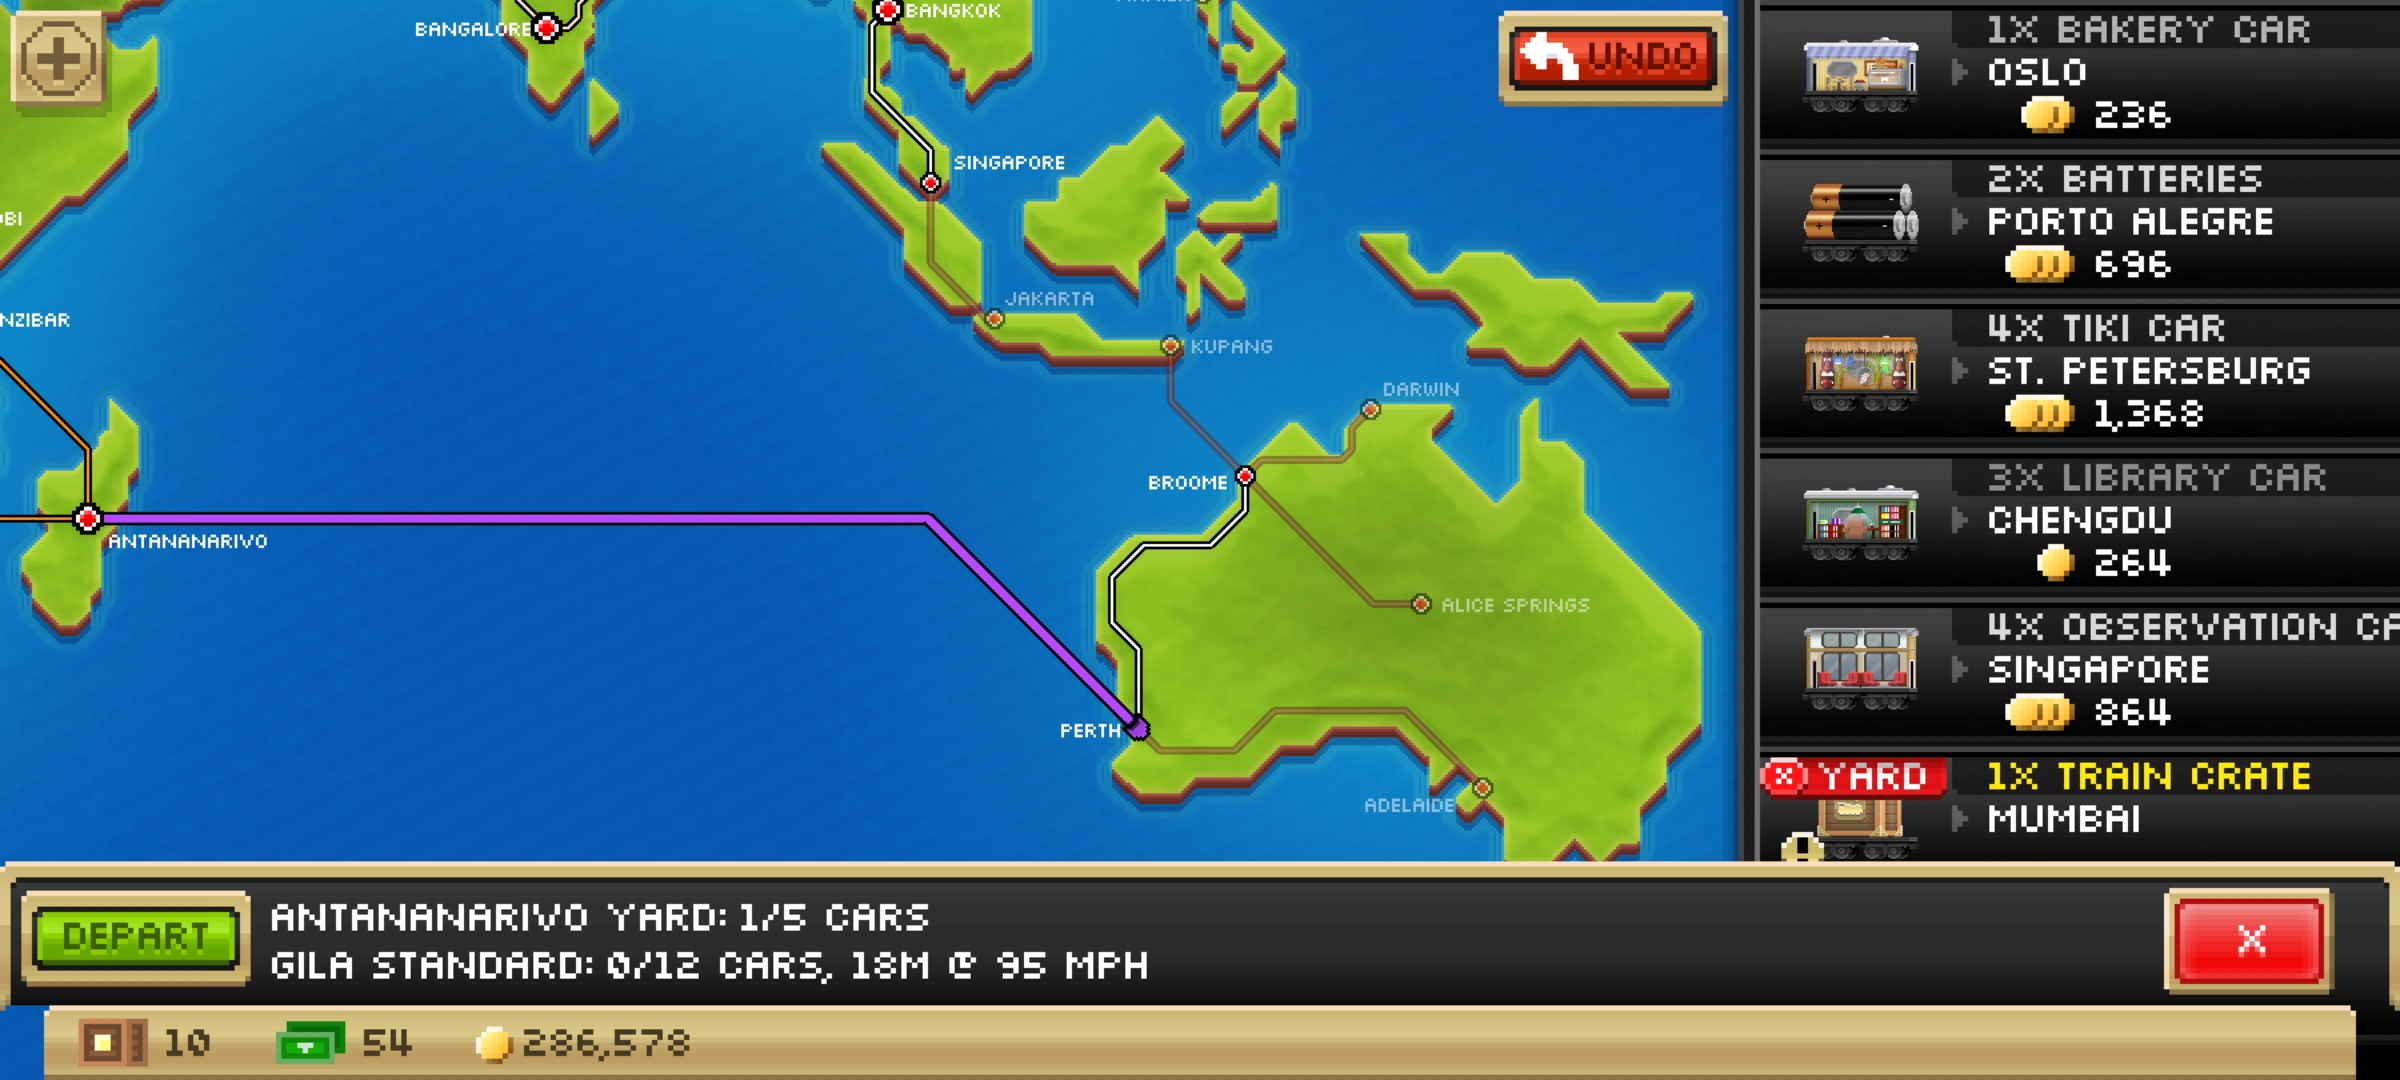 BANGALORE
BANGKOK
SINGAPORE
JAKARTA
KUPANG
DARWIN
BROOME
ALICE SPRINGS
PERTH
ADELAIDE
ANTANANARIVO
NZIBAR
BI
UNDO
1X BAKERY CAR
OSLO
236
2X BATTERIES
PORTO ALEGRE
696
4X TIKI CAR
ST. PETERSBURG
1,368
3X LIBRARY CAR
CHENGDU
264
4X OBSERVATION CA
SINGAPORE
864
X YARD
1X TRAIN CRATE
MUMBAI
DEPART
ANTANANARIVO YARD: 1/5 CARS
GILA STANDARD: 0/12 CARS, 18M @ 95 MPH
X
10
54
286,578